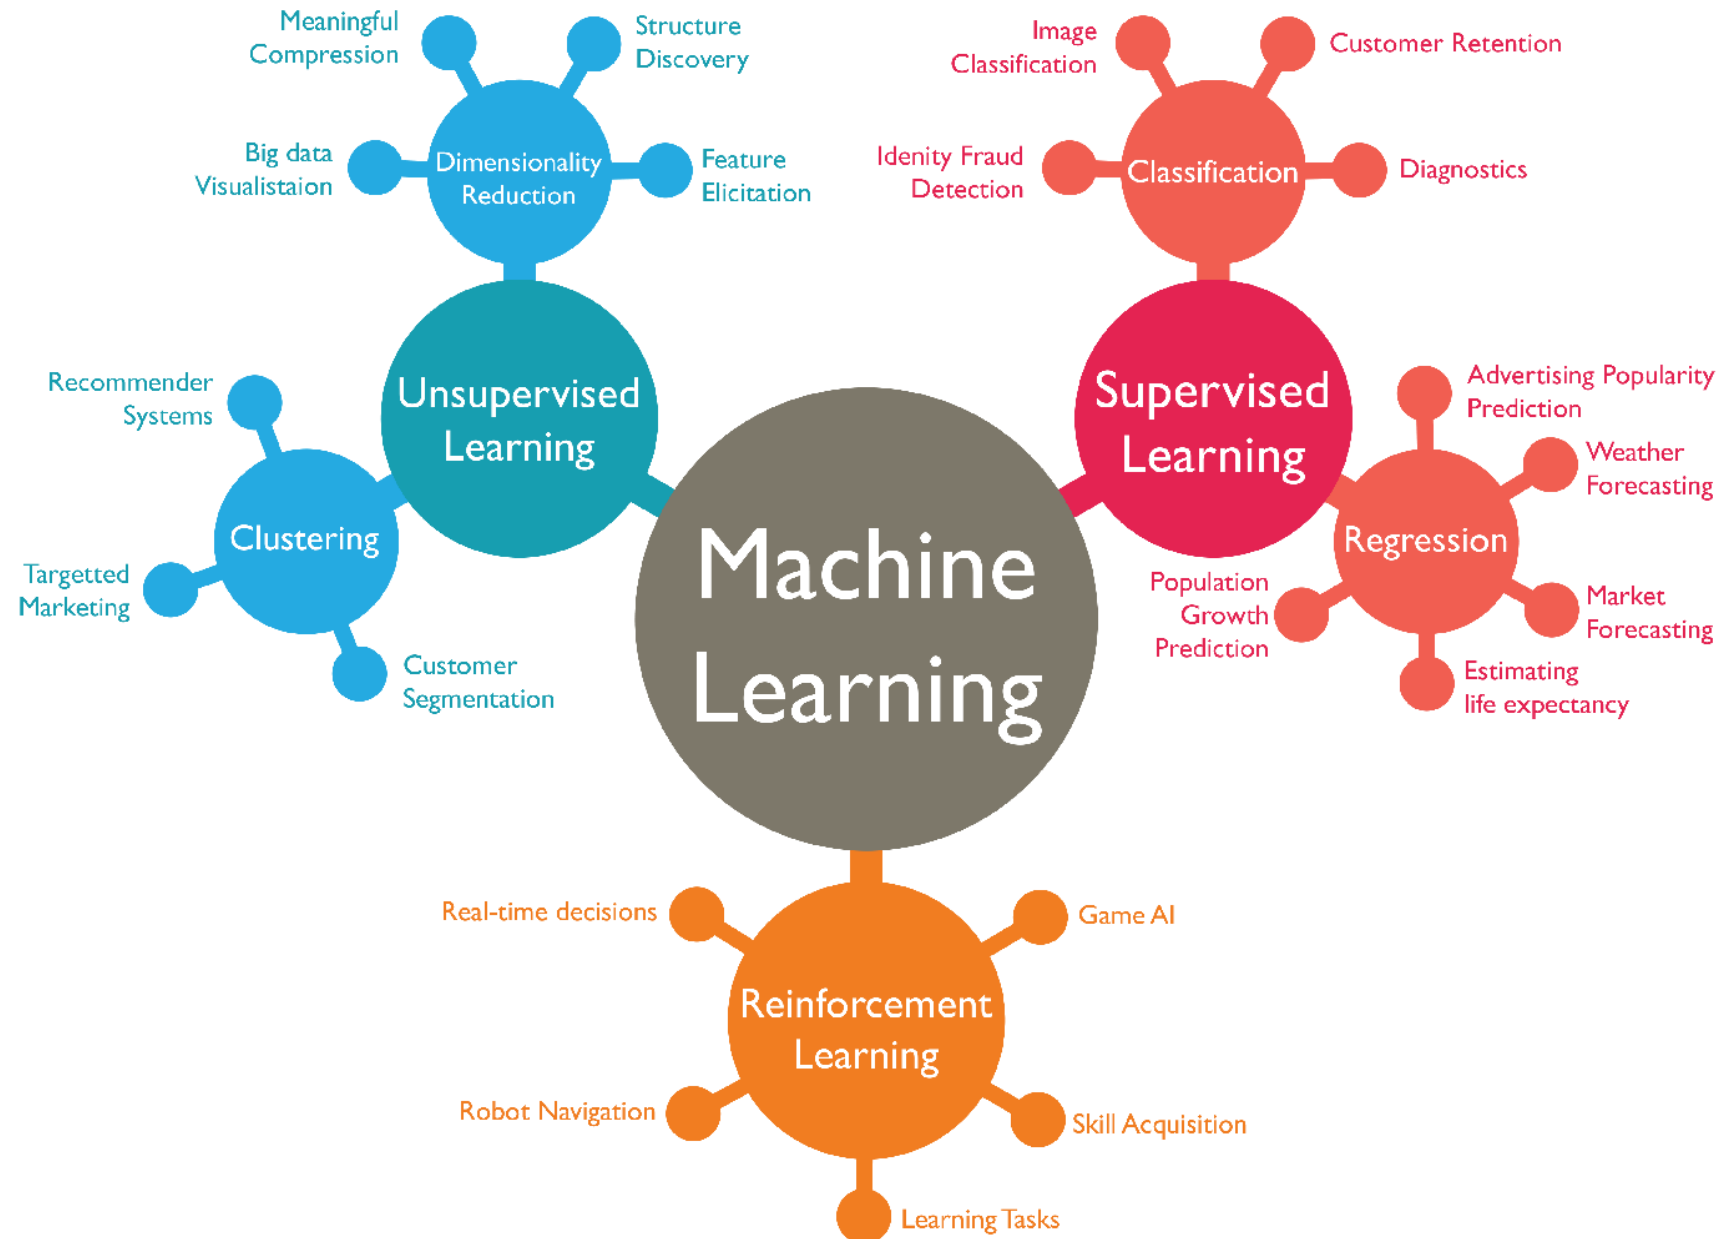 Meaningful
Compression
Structure
Discovery
Big data
Visualistaion
Dimensionality
Reduction
Feature
Elicitation
Image
Classification
Customer Retention
Idenity Fraud
Detection
Classification
Diagnostics
Unsupervised
Learning
Recommender
Systems
Clustering
Targetted
Marketing
Customer
Segmentation
Machine
Learning
Supervised
Learning
Advertising Popularity
Prediction
Weather
Forecasting
Regression
Population
Growth
Prediction
Market
Forecasting
Estimating
life expectancy
Real-time decisions
Game AI
Reinforcement
Learning
Robot Navigation
Skill Acquisition
Learning Tasks